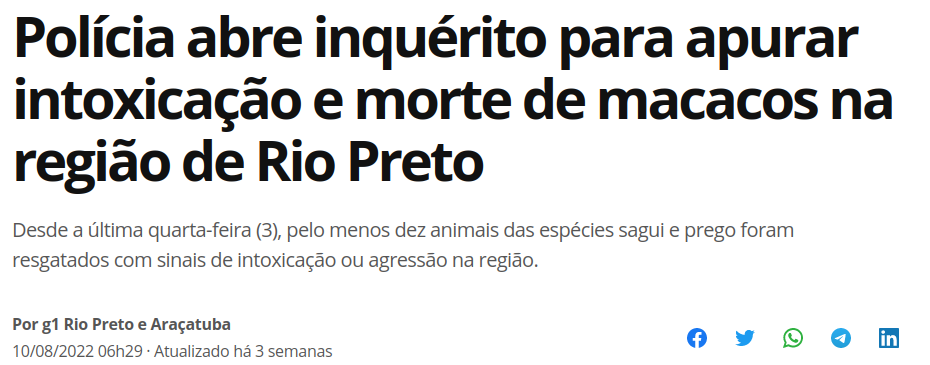 Polícia abre inquérito para apurar
intoxicação e morte de macacos na
região de Rio Preto
Desde a última quarta-feira (3), pelo menos dez animais das espécies sagui e prego foram
resgatados com sinais de intoxicação ou agressão na região.
Por g1 Rio Preto e Araçatuba
10/08/2022 06h29 · Atualizado há 3 semanas